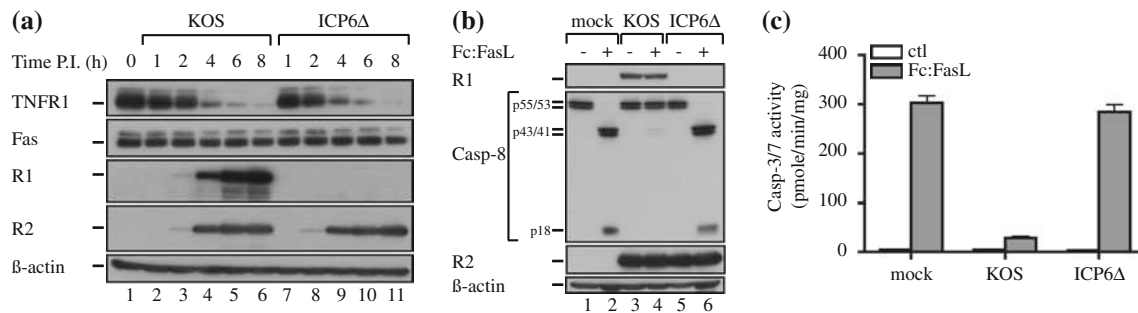 (a)
KOS ICP6Δ
Time P.I. (h) 0 1 2 4 6 8 1 2 4 6 8
TNFR1
Fas
R1
R2
ß-actin
1 2 3 4 5 6 7 8 9 10 11
(b)
mock KOS ICP6Δ
Fc:FasL - + - + - +
R1
p55/53
p43/41
Casp-8
p18
R2
ß-actin
1 2 3 4 5 6
(c)
400
300
200
100
0
Casp-3/7 activity
(pmole/min/mg)
ctl
Fc:FasL
mock KOS ICP6Δ